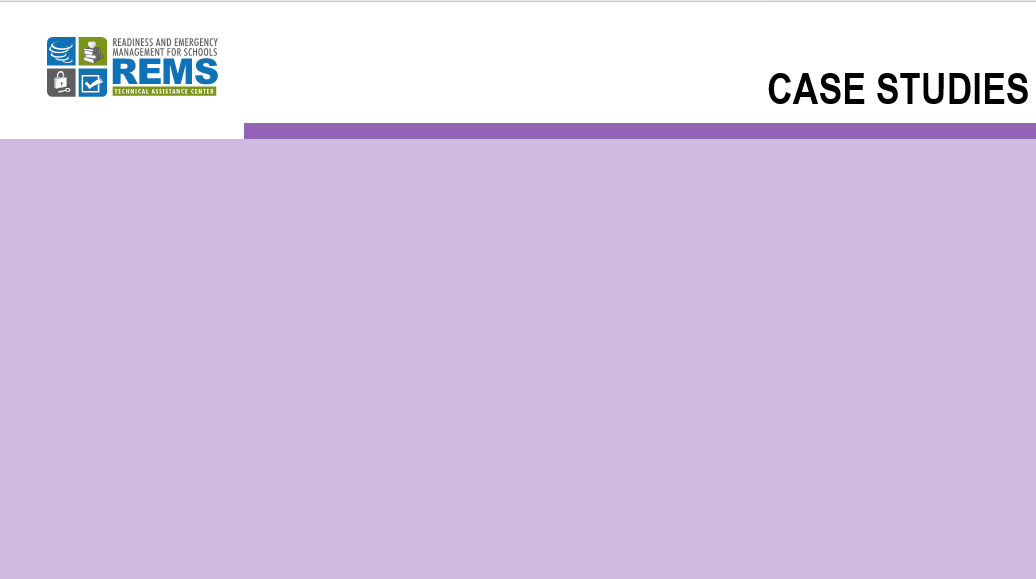 READINESS AND EMERGENCY
MANAGEMENT FOR SCHOOLS
REMS
TECHNICAL ASSISTANCE CENTER
CASE STUDIES